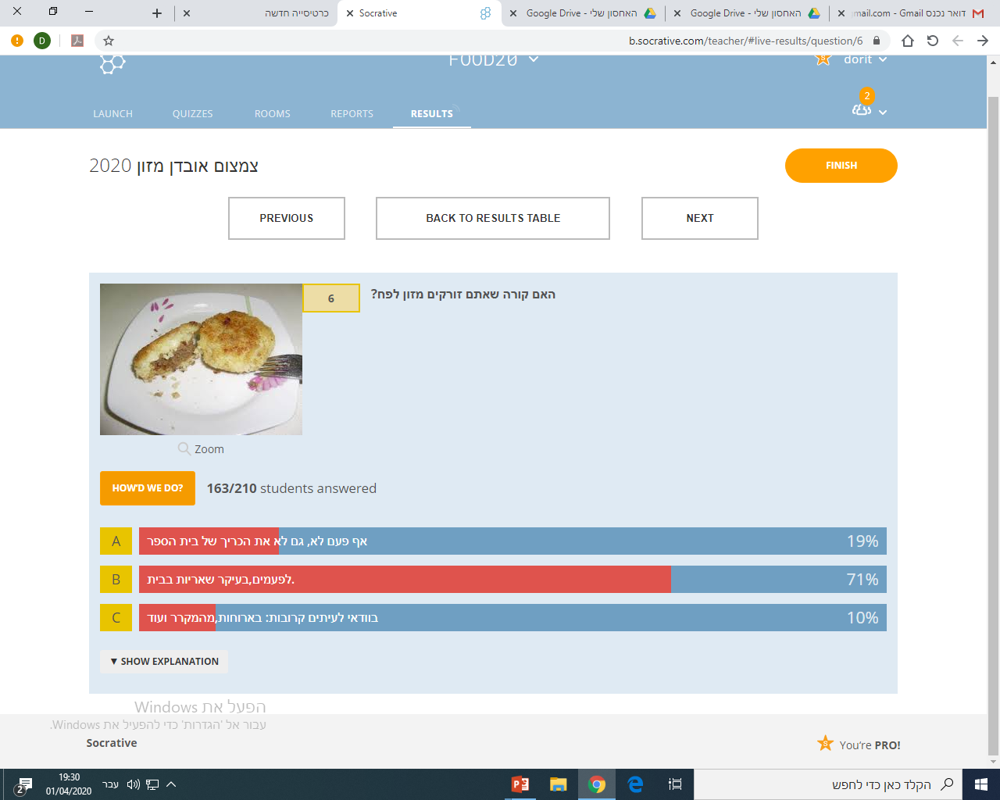 כרטיסייה חדשה
Socrative
האחסון שלי - Google Drive
האחסון שלי - Google Drive
דואר נכנס mail.com - Gmail
D
b.socrative.com/teacher/#live-results/question/6
FOOD20
dorit
2
LAUNCH
QUIZZES
ROOMS
REPORTS
RESULTS
צמצום אובדן מזון 2020
FINISH
PREVIOUS
BACK TO RESULTS TABLE
NEXT
6
האם קורה שאתם זורקים מזון לפח?
Zoom
HOW'D WE DO?
163/210 students answered
A
אף פעם לא, גם לא את הכריך של בית הספר
19%
B
לפעמים,בעיקר שאריות בבית.
71%
C
בוודאי לעיתים קרובות: בארוחות,מהמקרר ועוד
10%
▼ SHOW EXPLANATION
הפעל את Windows
עבור אל 'הגדרות' כדי להפעיל את Windows.
Socrative
You're PRO!
2
19:30
01/04/2020
עבר
הקלד כאן כדי לחפש